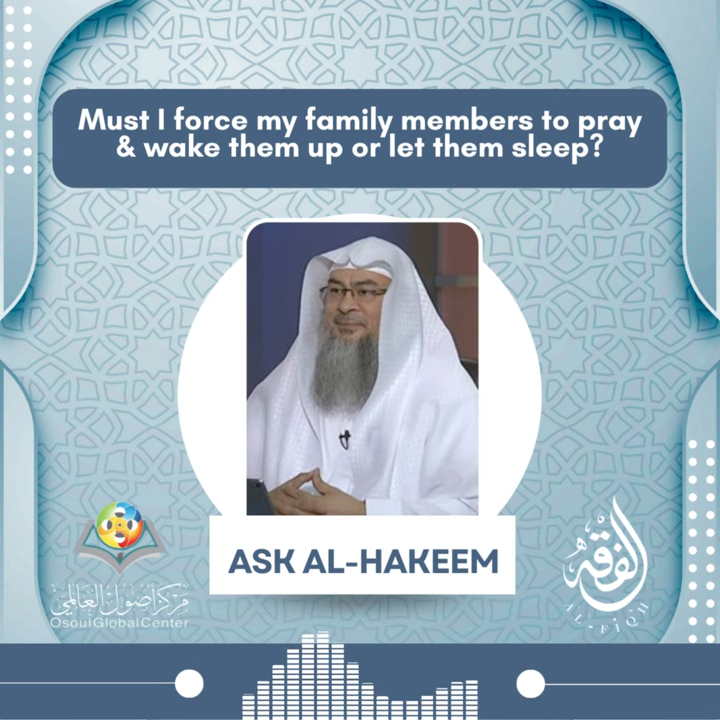 Must I force my family members to pray
& wake them up or let them sleep?
ASK AL-HAKEEM
مركز أصول العالمي
OsoulGlobalCenter
الفقه
AL-FIQH